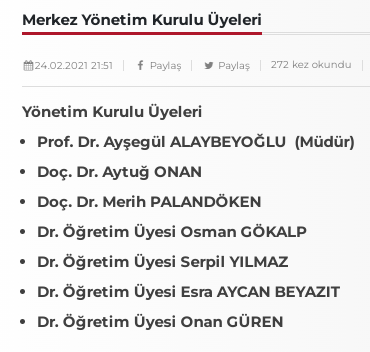 Merkez Yönetim Kurulu Üyeleri
24.02.2021 21:51 Paylaş Paylaş 272 kez okundu
Yönetim Kurulu Üyeleri
• Prof. Dr. Ayşegül ALAYBEYOĞLU (Müdür)
• Doç. Dr. Aytuğ ONAN
• Doç. Dr. Merih PALANDÖKEN
• Dr. Öğretim Üyesi Osman GÖKALP
• Dr. Öğretim Üyesi Serpil YILMAZ
• Dr. Öğretim Üyesi Esra AYCAN BEYAZIT
• Dr. Öğretim Üyesi Onan GÜREN